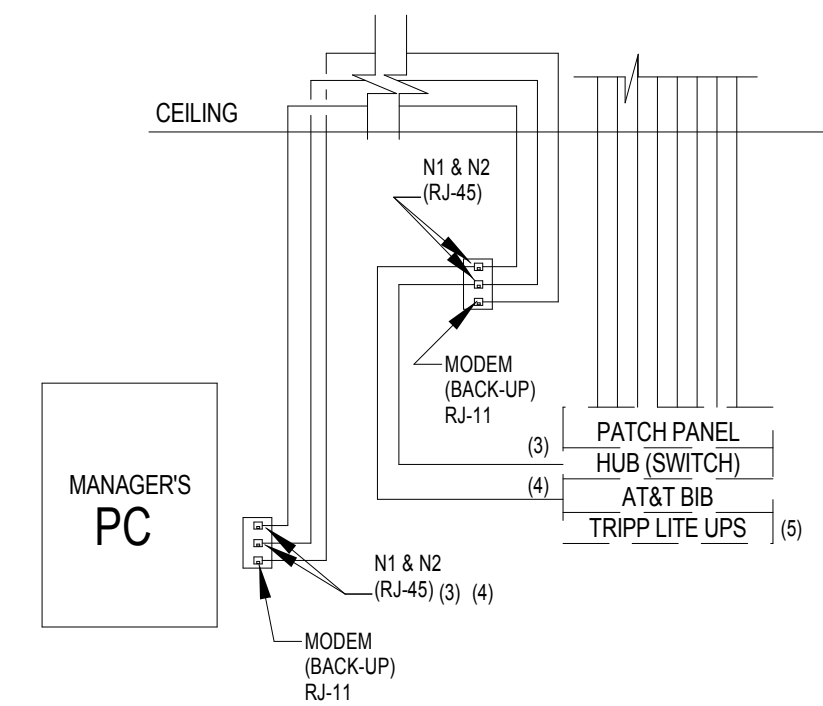 CEILING
N1 & N2
(RJ-45)
MODEM
(BACK-UP)
RJ-11
(3)
PATCH PANEL
HUB (SWITCH)
(4)
AT&T BIB
TRIPP LITE UPS
(5)
MANAGER'S
PC
N1 & N2
(RJ-45) (3) (4)
MODEM
(BACK-UP)
RJ-11